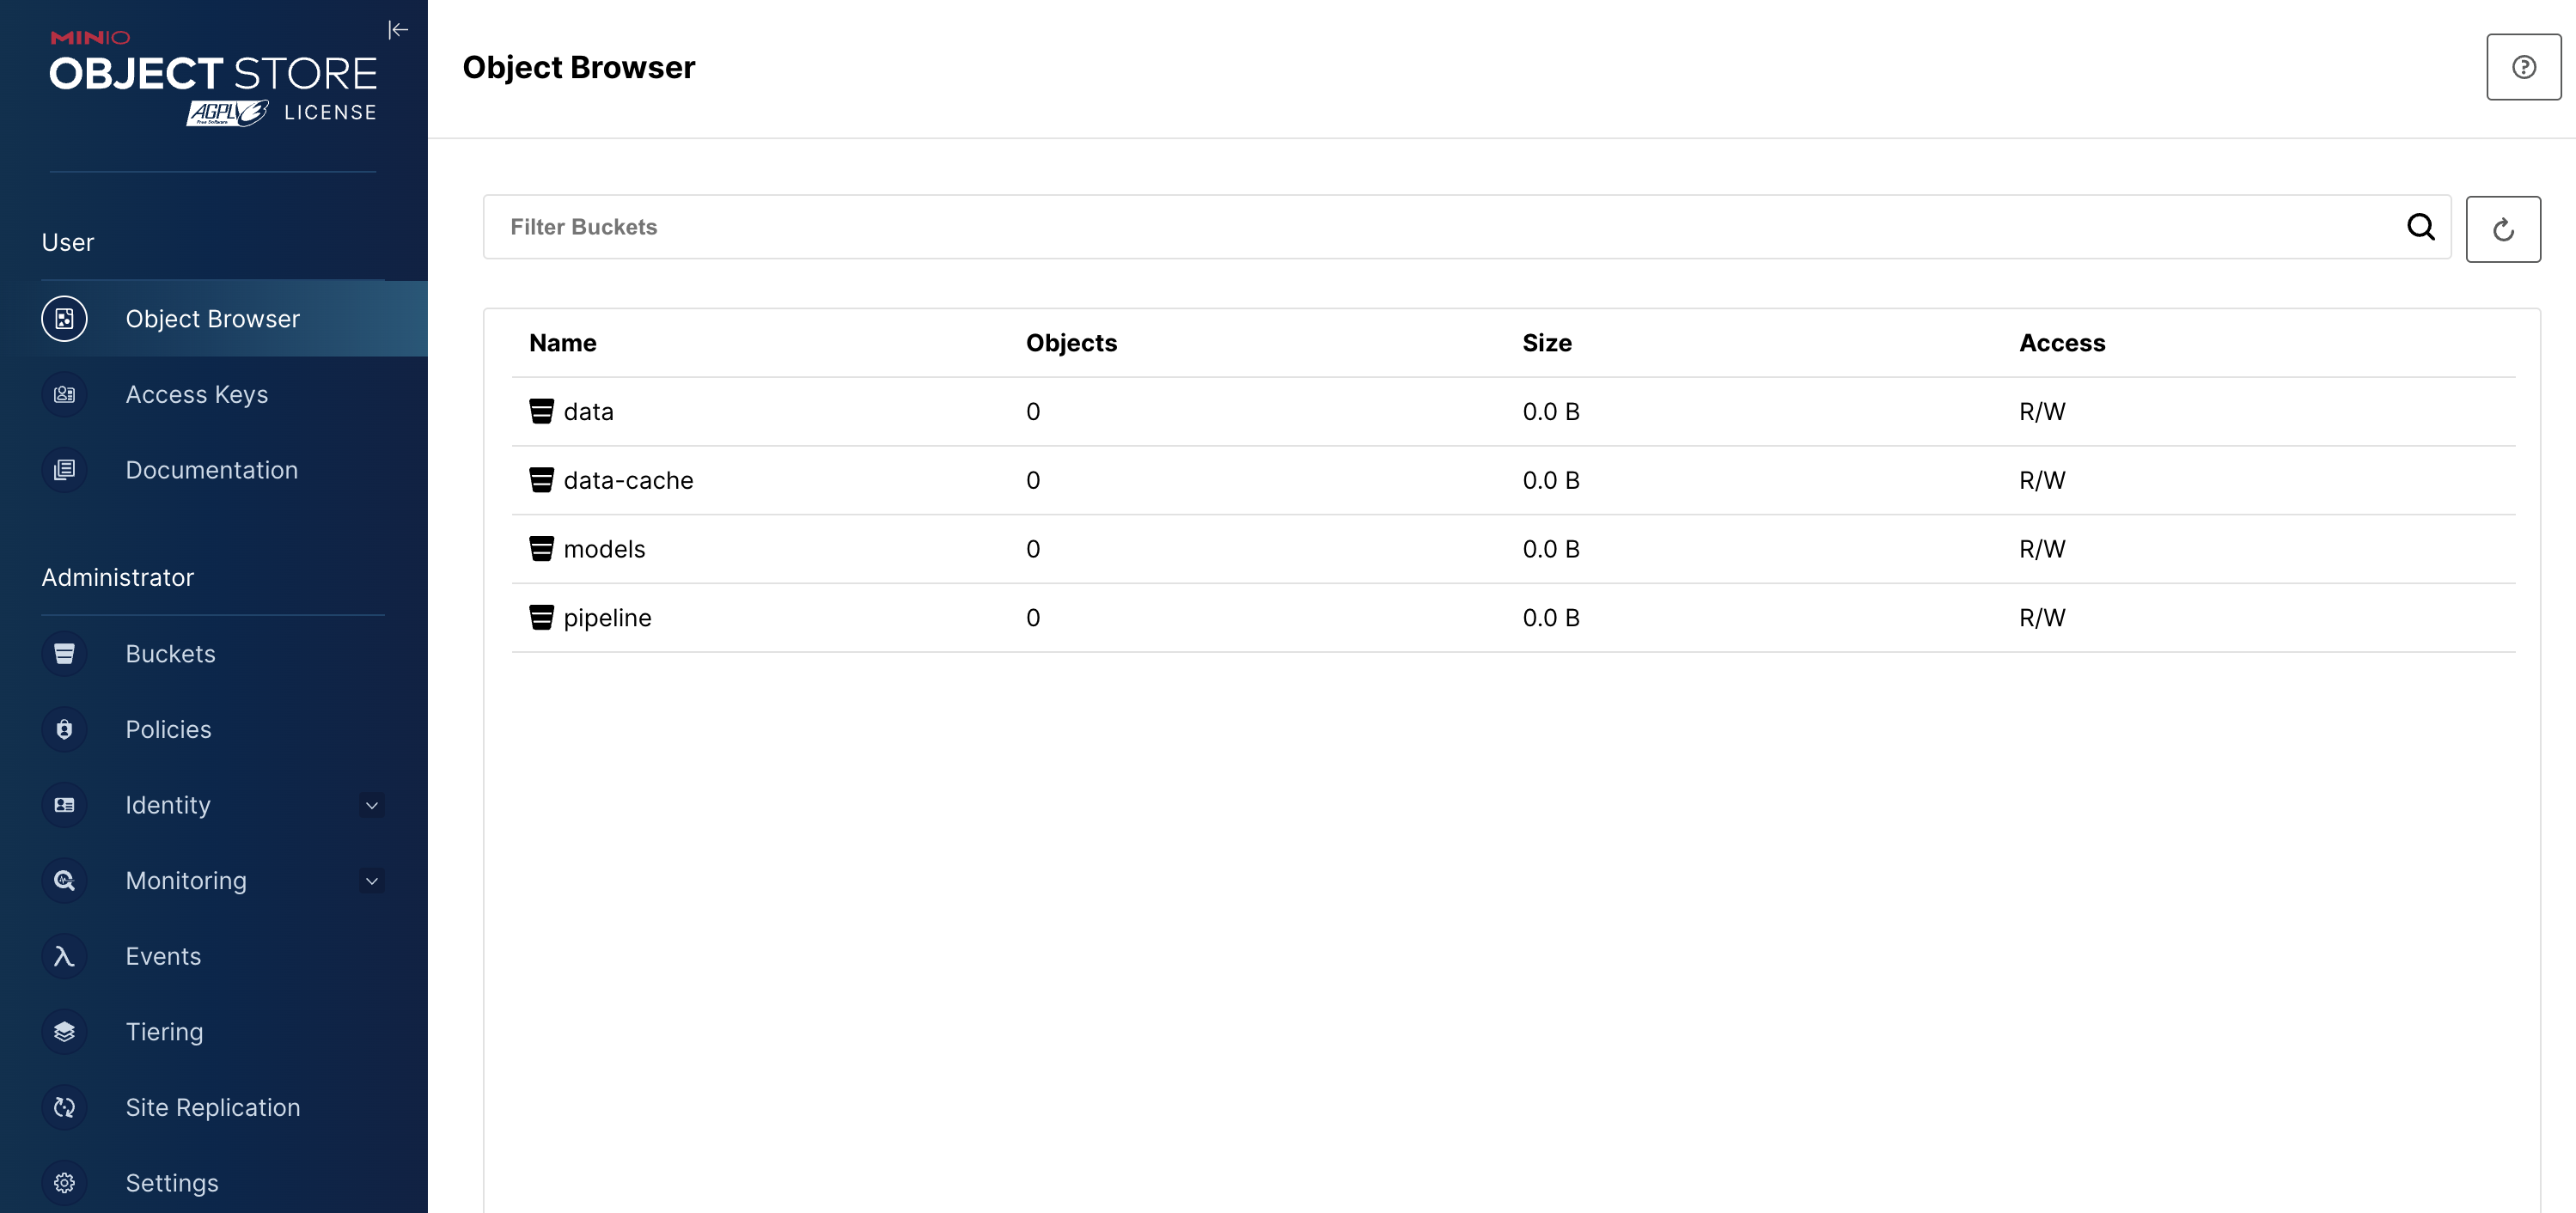 MINIO
OBJECT STORE
AGPLv3 LICENSE
Free Software
User
Object Browser
Access Keys
Documentation
Administrator
Buckets
Policies
Identity
Monitoring
Events
Tiering
Site Replication
Settings
Object Browser
Filter Buckets
Name Objects Size Access
data 0 0.0 B R/W
data-cache 0 0.0 B R/W
models 0 0.0 B R/W
pipeline 0 0.0 B R/W